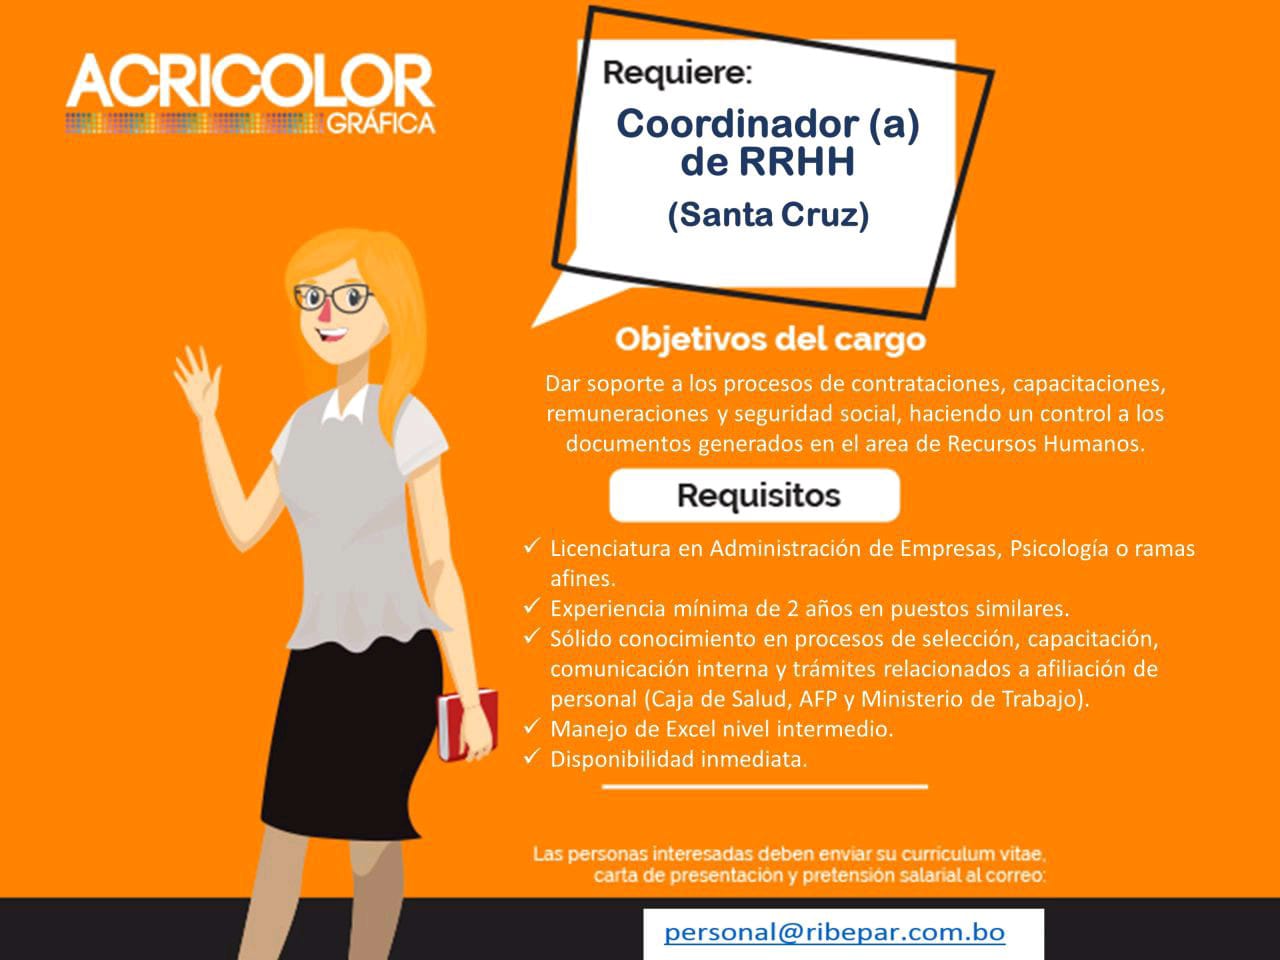 ACRICOLOR
GRÁFICA
Requiere:
Coordinador (a)
de RRHH
(Santa Cruz)
Objetivos del cargo
Dar soporte a los procesos de contrataciones, capacitaciones,
remuneraciones y seguridad social, haciendo un control a los
documentos generados en el area de Recursos Humanos.
Requisitos
✓ Licenciatura en Administración de Empresas, Psicología o ramas
afines.
✓ Experiencia mínima de 2 años en puestos similares.
✓ Sólido conocimiento en procesos de selección, capacitación,
comunicación interna y trámites relacionados a afiliación de
personal (Caja de Salud, AFP y Ministerio de Trabajo).
✓ Manejo de Excel nivel intermedio.
✓ Disponibilidad inmediata.
Las personas interesadas deben enviar su curriculum vitae,
carta de presentación y pretensión salarial al correo:
personal@ribepar.com.bo